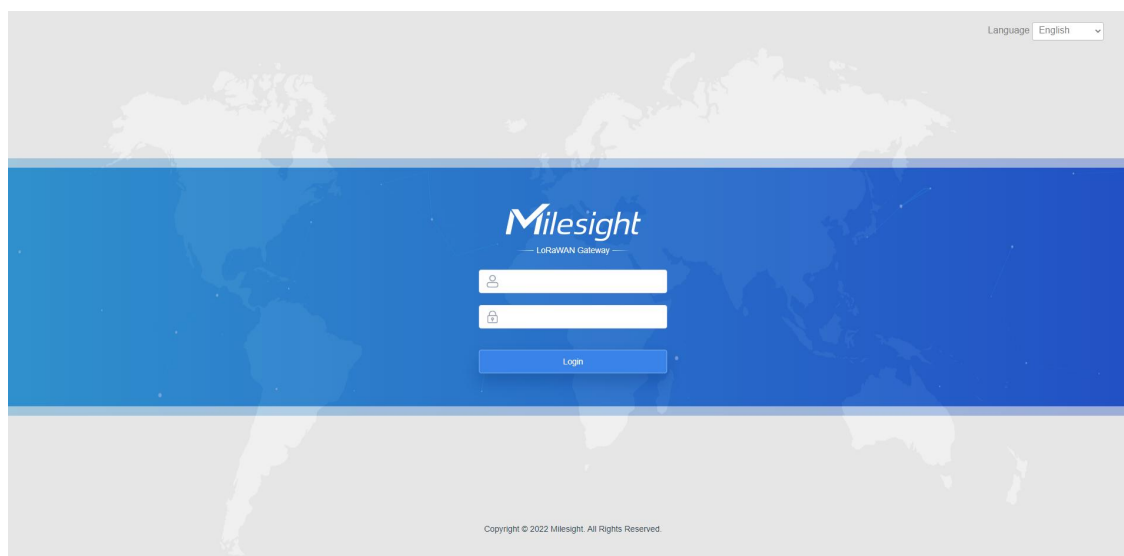 Language English
Milesight
LoRaWAN Gateway
Login
Copyright © 2022 Milesight. All Rights Reserved.